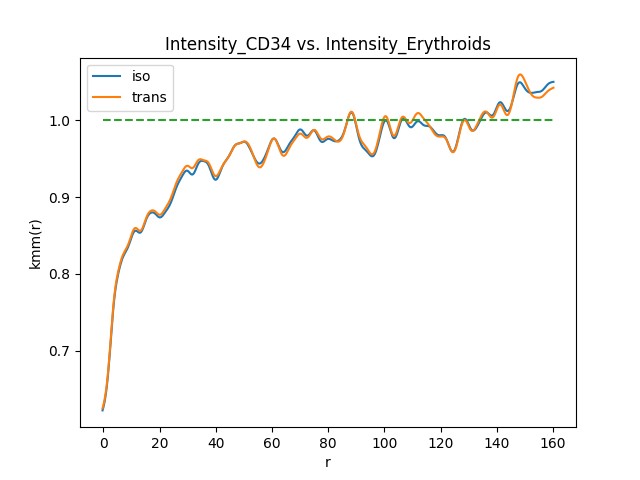 Intensity_CD34 vs. Intensity_Erythroids
iso
trans
kmm(r)
1.0
0.9
0.8
0.7
0 20 40 60 80 100 120 140 160
r